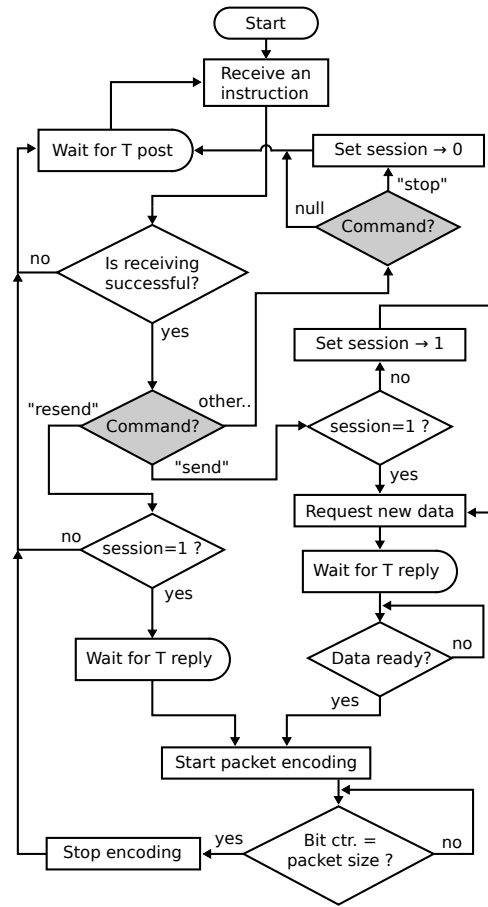 Start
Receive an
instruction
Wait for T post
Set session → 0
"stop"
null
Command?
no
Is receiving
successful?
yes
Set session → 1
no
"resend"
Command?
other..
"send"
session=1 ?
yes
Request new data
no
session=1 ?
yes
Wait for T reply
Wait for T reply
Data ready?
no
yes
Start packet encoding
Bit ctr. =
packet size ?
no
yes
Stop encoding